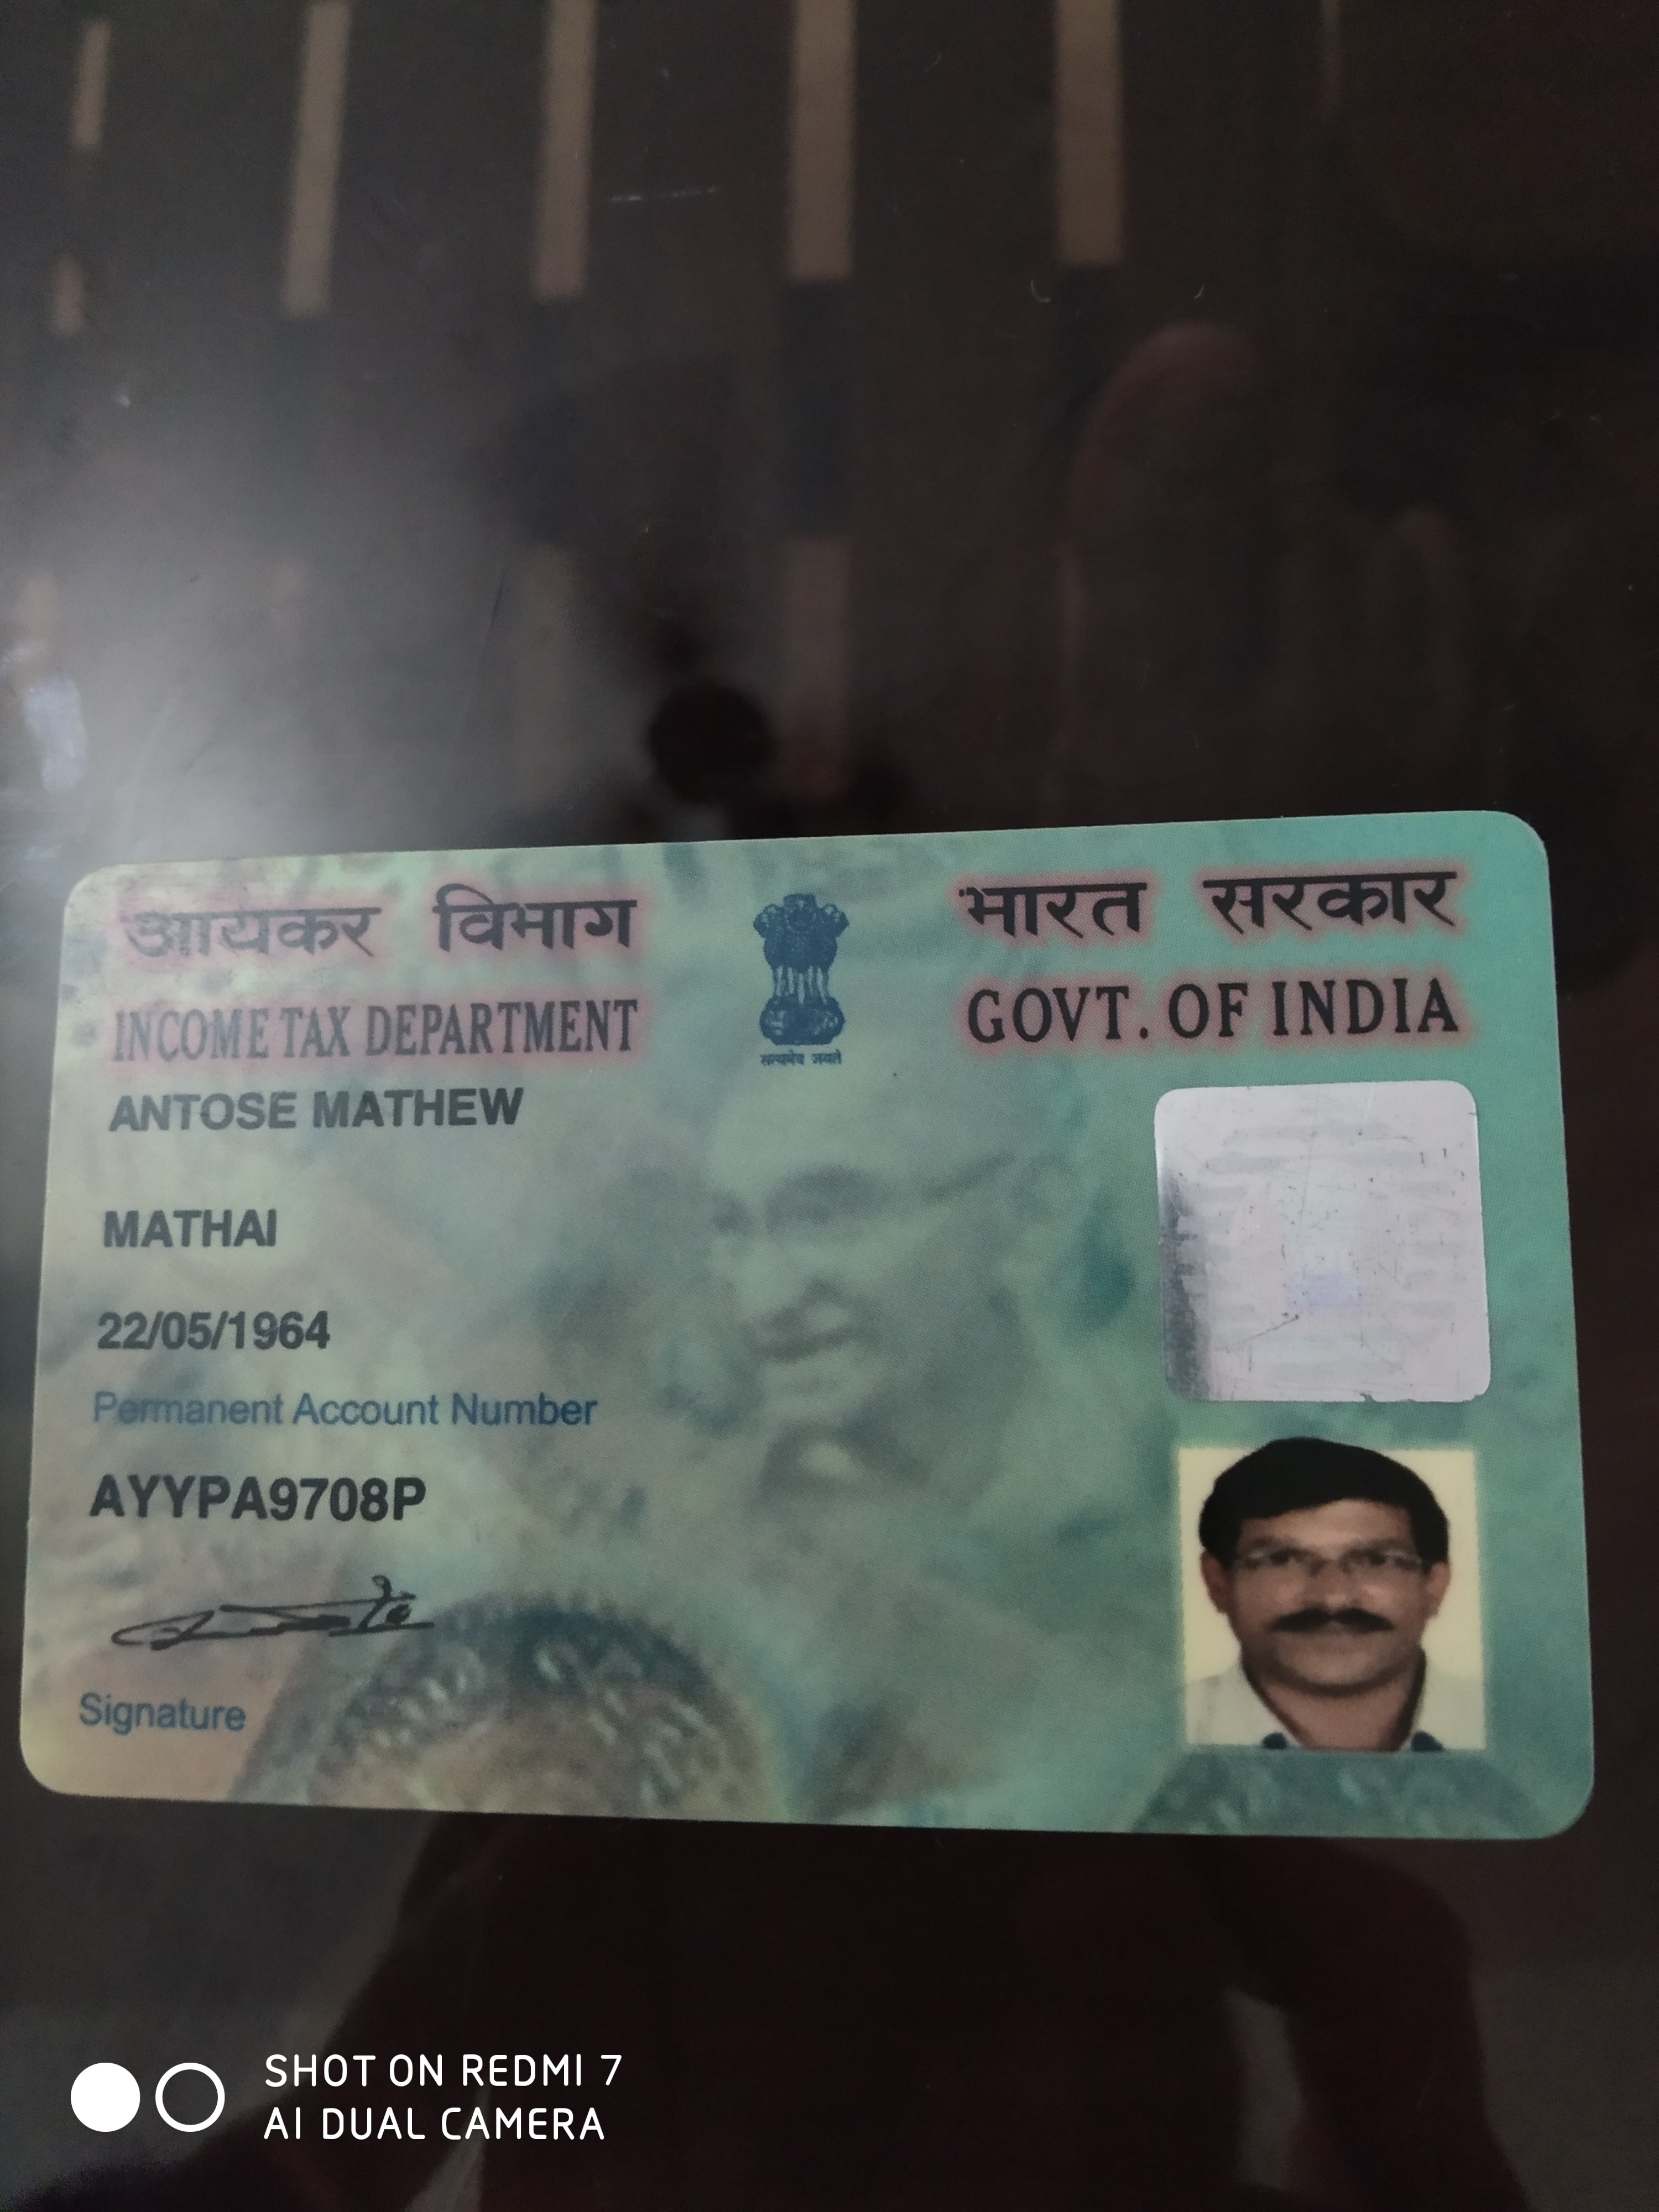 आयकर विभाग
INCOME TAX DEPARTMENT
भारत सरकार
GOVT. OF INDIA
सत्यमेव जयते
ANTOSE MATHEW
MATHAI
22/05/1964
Permanent Account Number
AYYPA9708P
Signature
SHOT ON REDMI 7
AI DUAL CAMERA